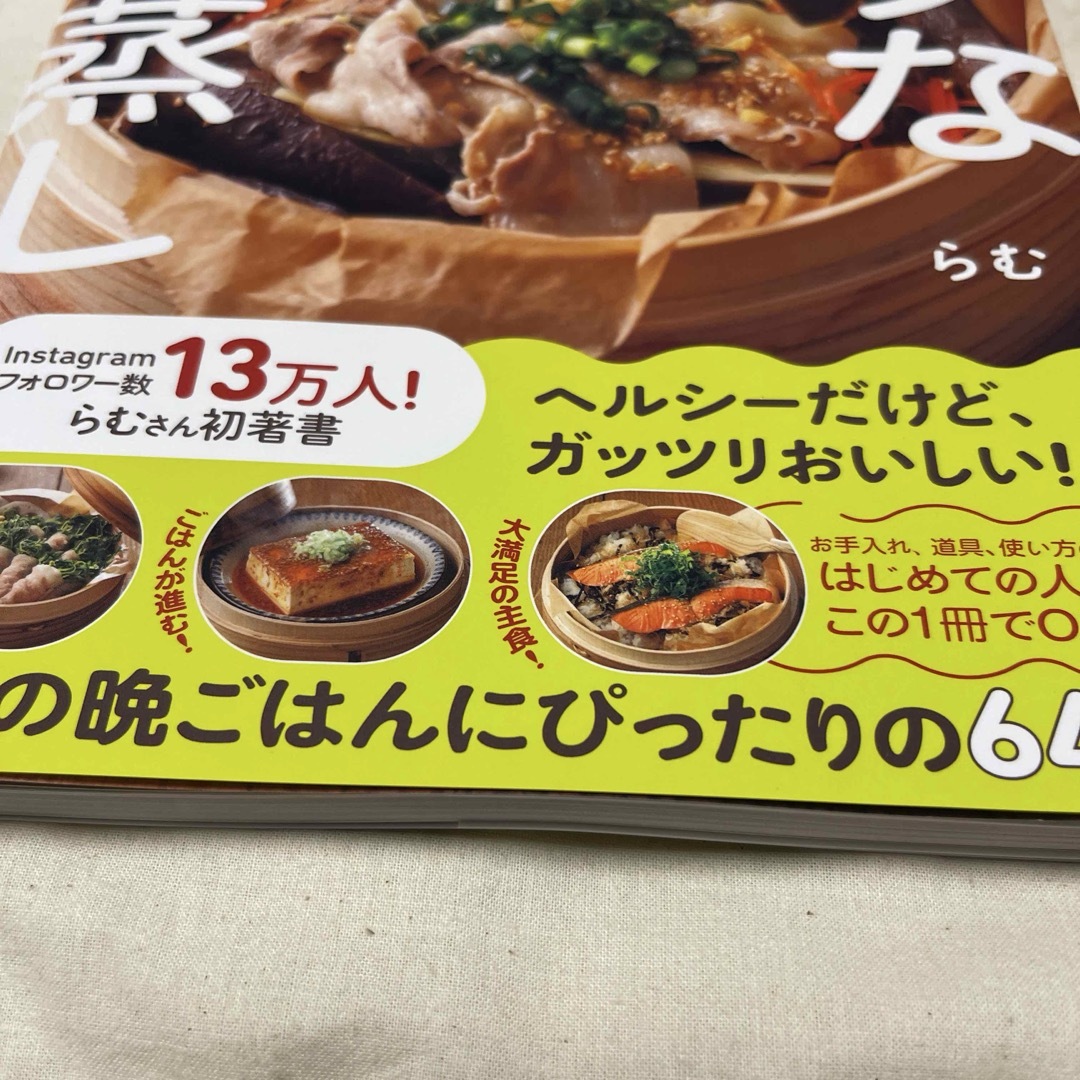 な
蒸し
らむ
Instagram
フォロワー数
13万人!
らむさん初著書
ヘルシーだけど、
ガッツリおいしい!
ごはんが進む!
大満足の主食!
お手入れ、道具、使い方
はじめての人
この1冊でO
の晩ごはんにぴったりの64